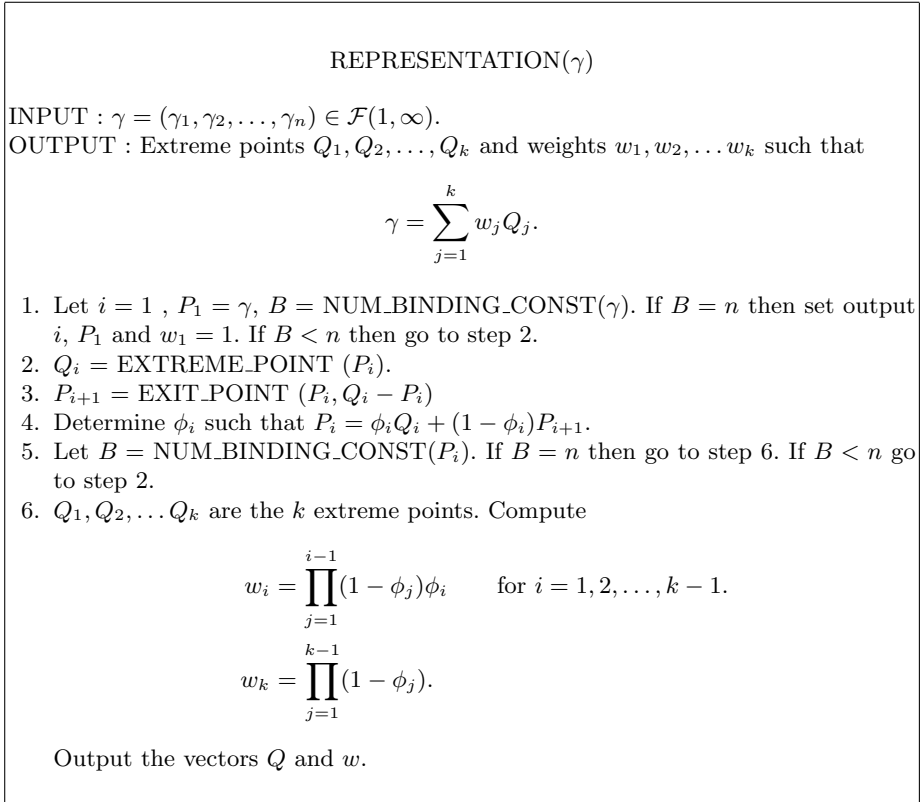 REPRESENTATION(γ)
INPUT : γ = (γ₁, γ₂, . . . , γₙ) ∈ ℱ(1, ∞).
OUTPUT : Extreme points Q₁, Q₂, . . . , Qₖ and weights w₁, w₂, . . . wₖ such that
γ = ∑_{j=1}^{k} wⱼQⱼ.
1. Let i = 1 , P₁ = γ, B = NUM_BINDING_CONST(γ). If B = n then set output
i, P₁ and w₁ = 1. If B < n then go to step 2.
2. Qᵢ = EXTREME_POINT (Pᵢ).
3. Pᵢ₊₁ = EXIT_POINT (Pᵢ, Qᵢ − Pᵢ)
4. Determine ϕᵢ such that Pᵢ = ϕᵢQᵢ + (1 − ϕᵢ)Pᵢ₊₁.
5. Let B = NUM_BINDING_CONST(Pᵢ). If B = n then go to step 6. If B < n go
to step 2.
6. Q₁, Q₂, . . . Qₖ are the k extreme points. Compute
wᵢ = ∏_{j=1}^{i−1} (1 − ϕⱼ)ϕᵢ for i = 1, 2, . . . , k − 1.
wₖ = ∏_{j=1}^{k−1} (1 − ϕⱼ).
Output the vectors Q and w.